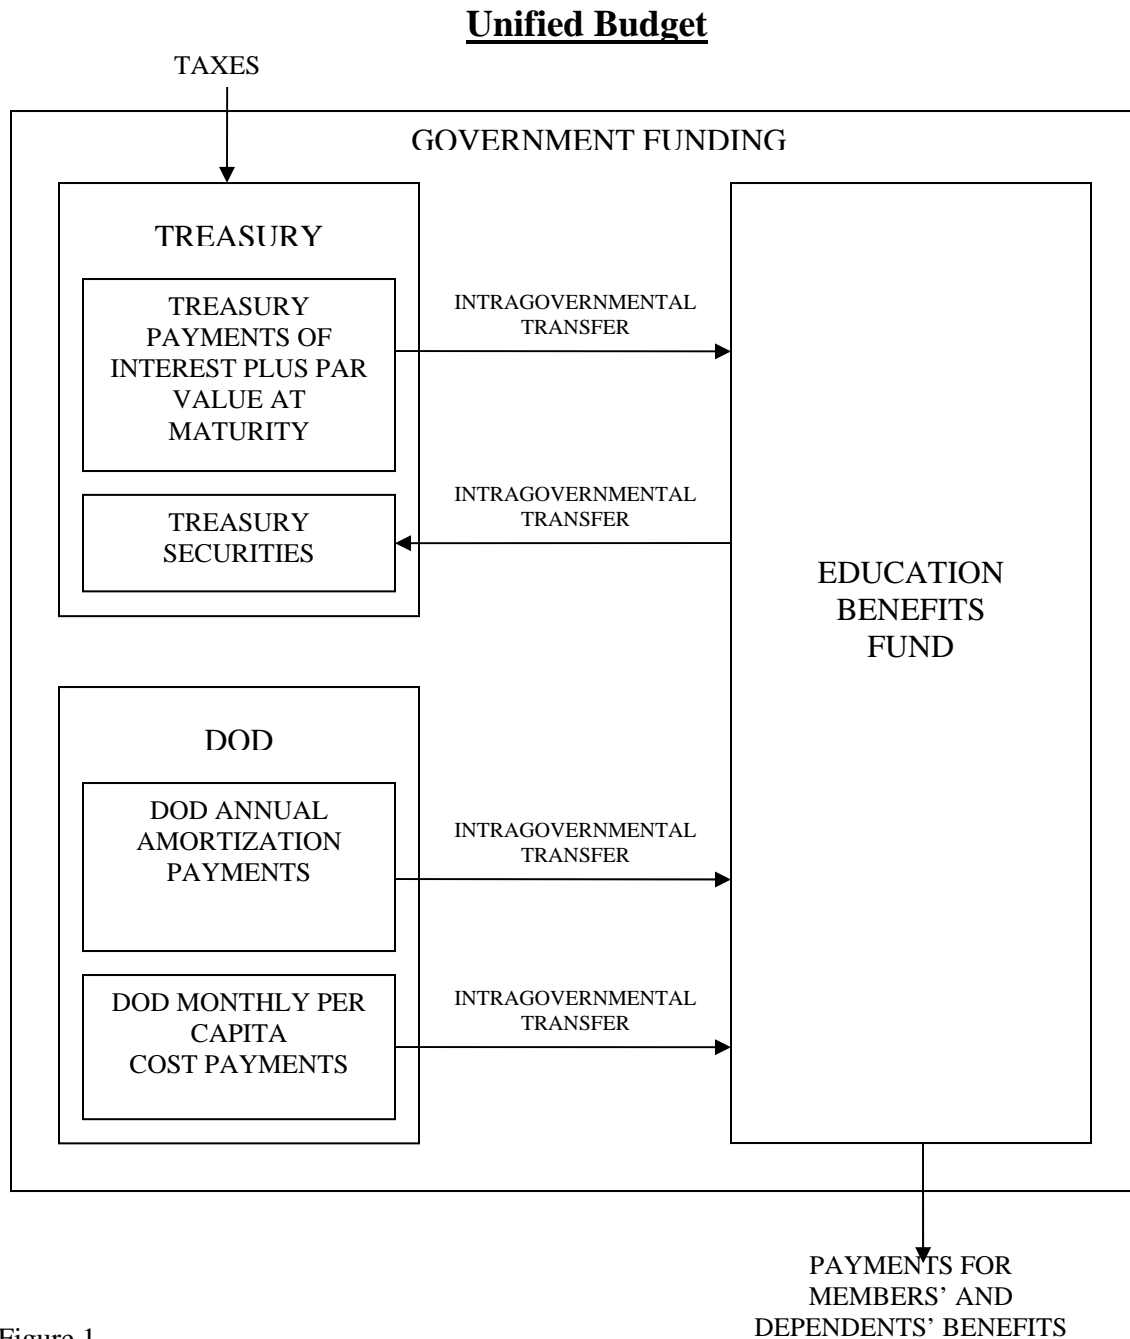 Unified Budget
TAXES
GOVERNMENT FUNDING
TREASURY
TREASURY
PAYMENTS OF
INTEREST PLUS PAR
VALUE AT
MATURITY
INTRAGOVERNMENTAL
TRANSFER
TREASURY
SECURITIES
INTRAGOVERNMENTAL
TRANSFER
EDUCATION
BENEFITS
FUND
DOD
DOD ANNUAL
AMORTIZATION
PAYMENTS
INTRAGOVERNMENTAL
TRANSFER
DOD MONTHLY PER
CAPITA
COST PAYMENTS
INTRAGOVERNMENTAL
TRANSFER
PAYMENTS FOR
MEMBERS’ AND
DEPENDENTS’ BENEFITS
Figure 1